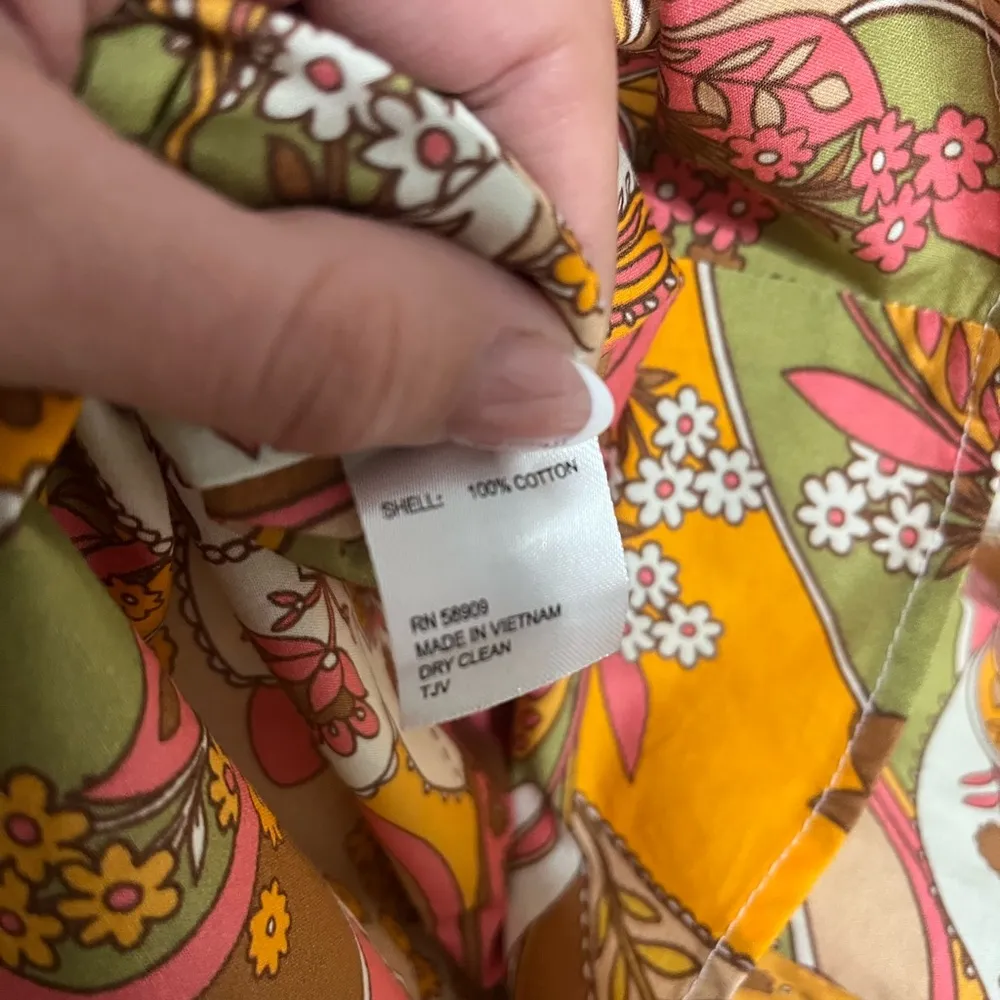 SHELL: 100% COTTON
RN 58909
MADE IN VIETNAM
DRY CLEAN
TJV